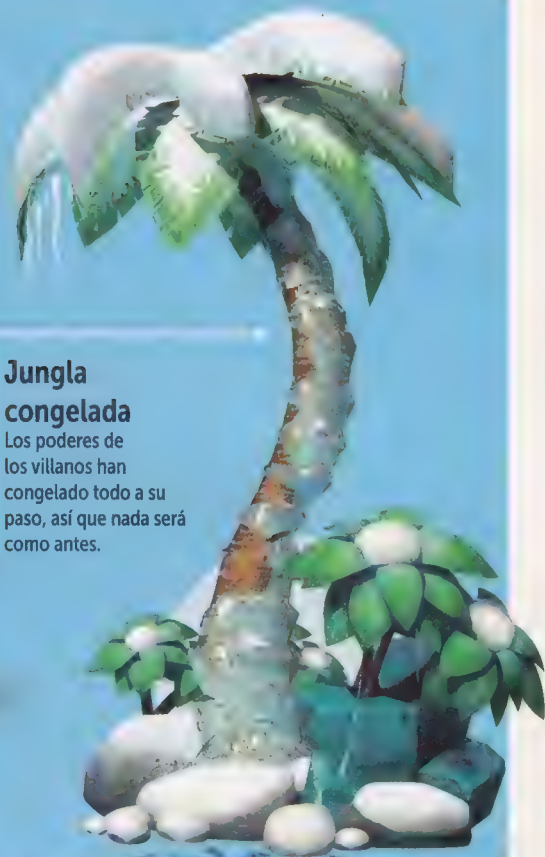 Jungla
congelada
Los poderes de
los villanos han
congelado todo a su
paso, así que nada será
como antes.